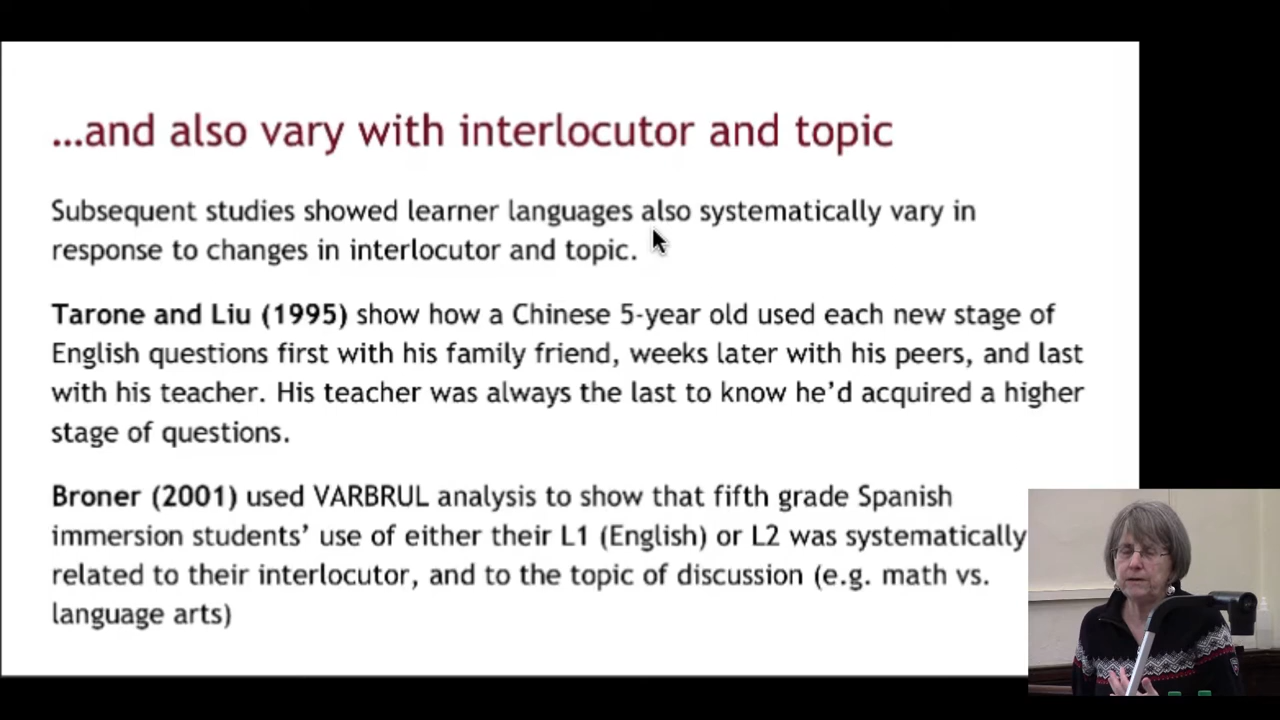 …and also vary with interlocutor and topic
Subsequent studies showed learner languages also systematically vary in
response to changes in interlocutor and topic.
Tarone and Liu (1995) show how a Chinese 5-year old used each new stage of
English questions first with his family friend, weeks later with his peers, and last
with his teacher. His teacher was always the last to know he’d acquired a higher
stage of questions.
Broner (2001) used VARBRUL analysis to show that fifth grade Spanish
immersion students’ use of either their L1 (English) or L2 was systematically
related to their interlocutor, and to the topic of discussion (e.g. math vs.
language arts)